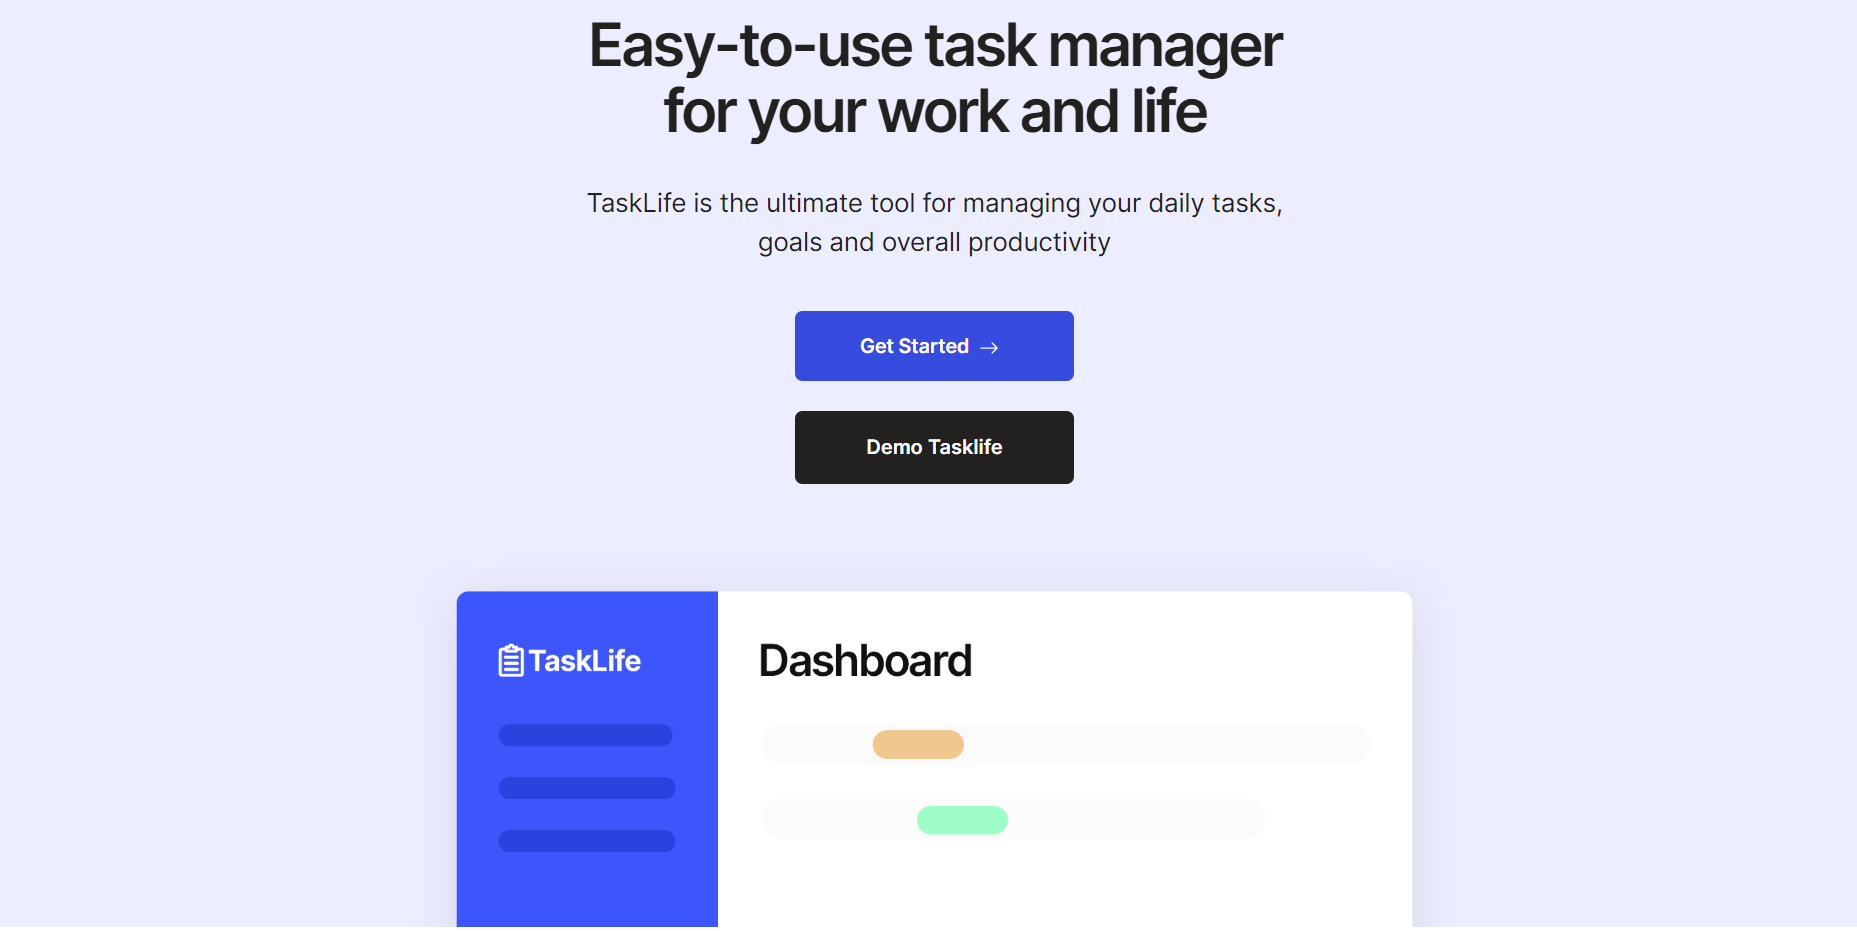 Easy-to-use task manager
for your work and life
TaskLife is the ultimate tool for managing your daily tasks,
goals and overall productivity
Get Started →
Demo Tasklife
TaskLife
Dashboard